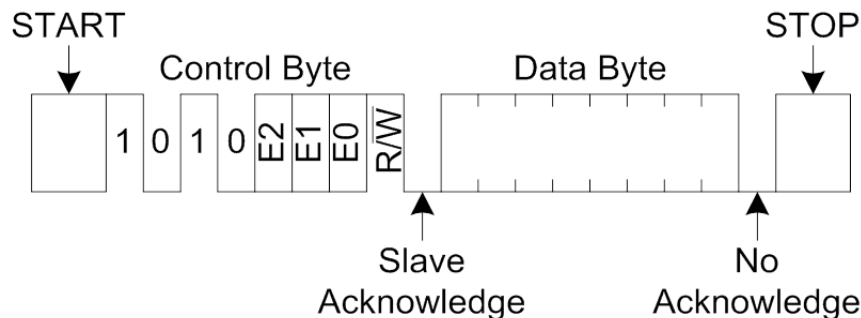 START
STOP
Control Byte
Data Byte
1 0 1 0 E2 E1 E0 R/W̅
Slave
Acknowledge
No
Acknowledge